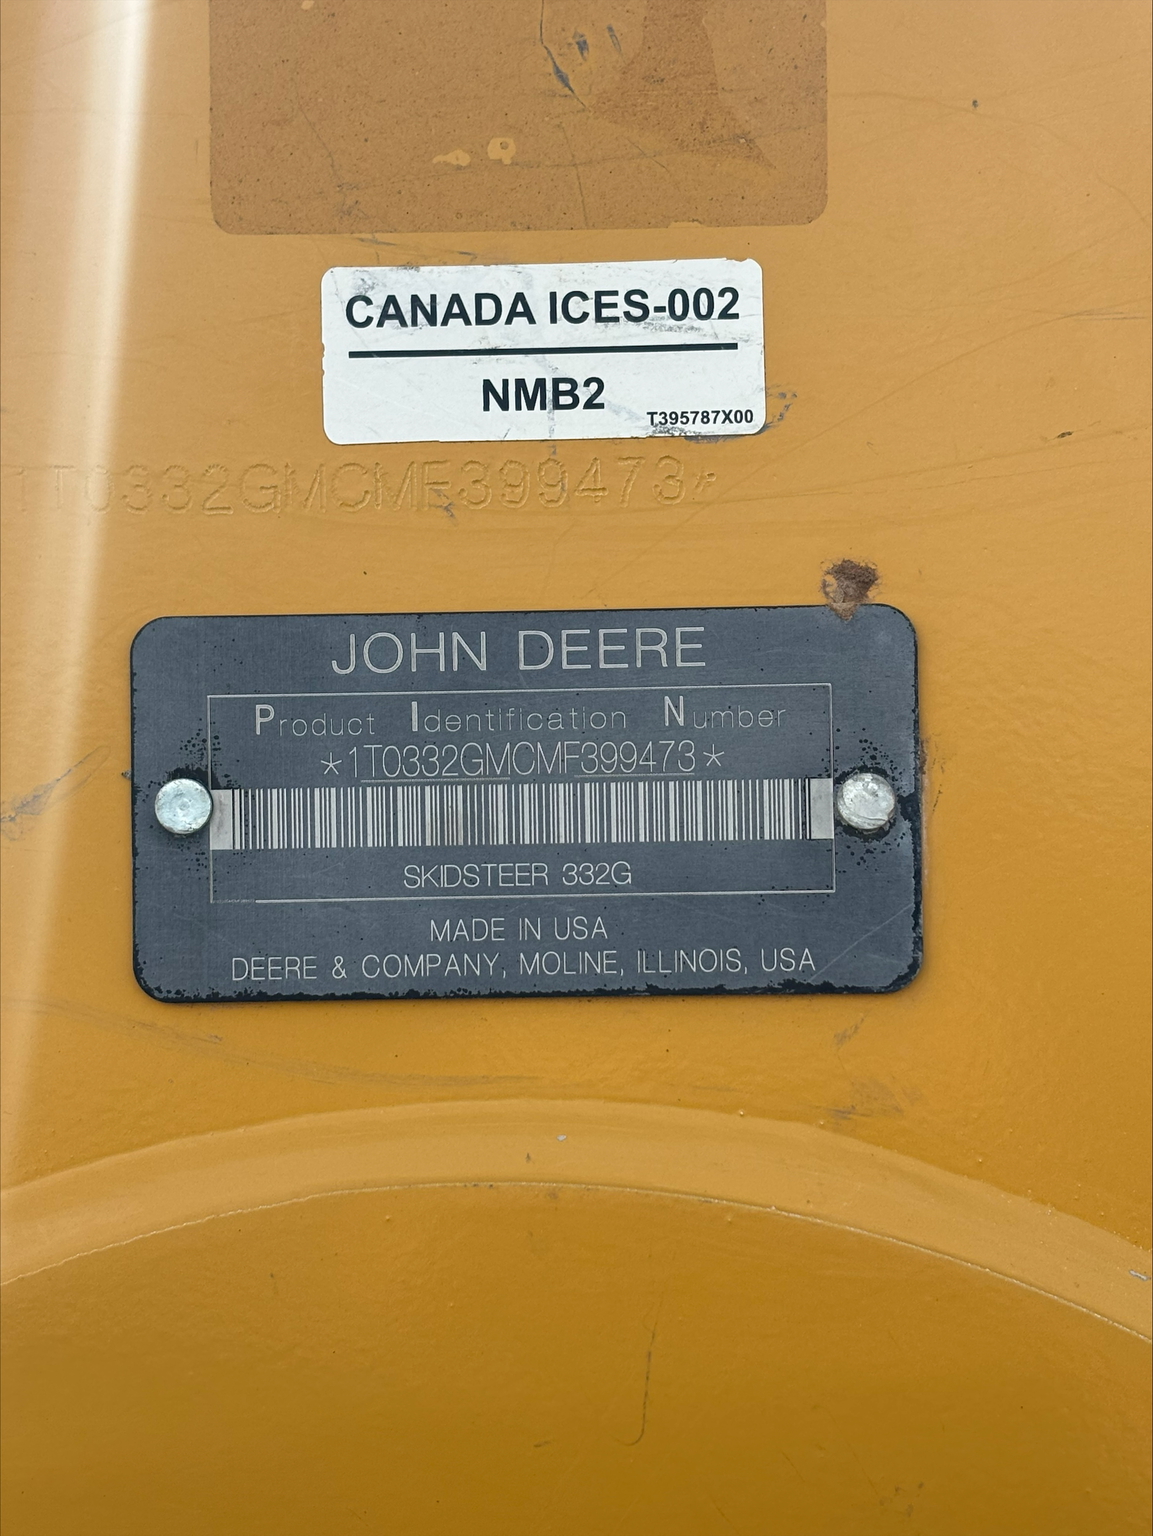 CANADA ICES-002
NMB2
T395787X00
1T0332GMCMF399473*
JOHN DEERE
Product Identification Number
*1T0332GMCMF399473*
SKIDSTEER 332G
MADE IN USA
DEERE & COMPANY, MOLINE, ILLINOIS, USA